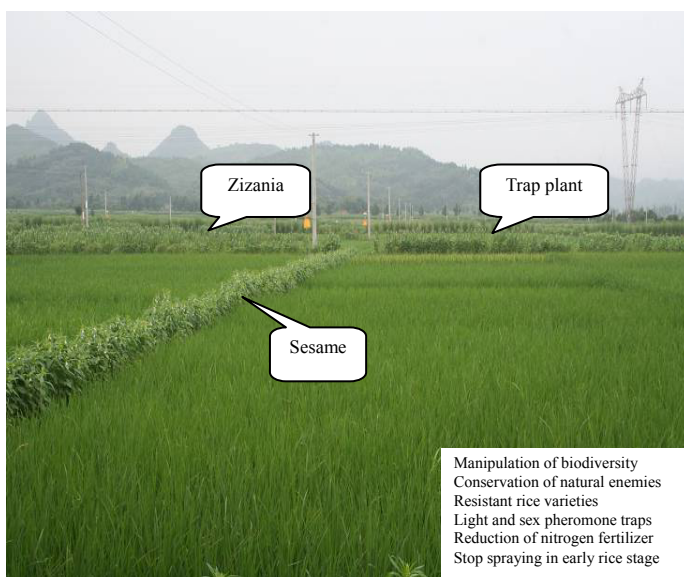 Zizania
Trap plant
Sesame
Manipulation of biodiversity
Conservation of natural enemies
Resistant rice varieties
Light and sex pheromone traps
Reduction of nitrogen fertilizer
Stop spraying in early rice stage